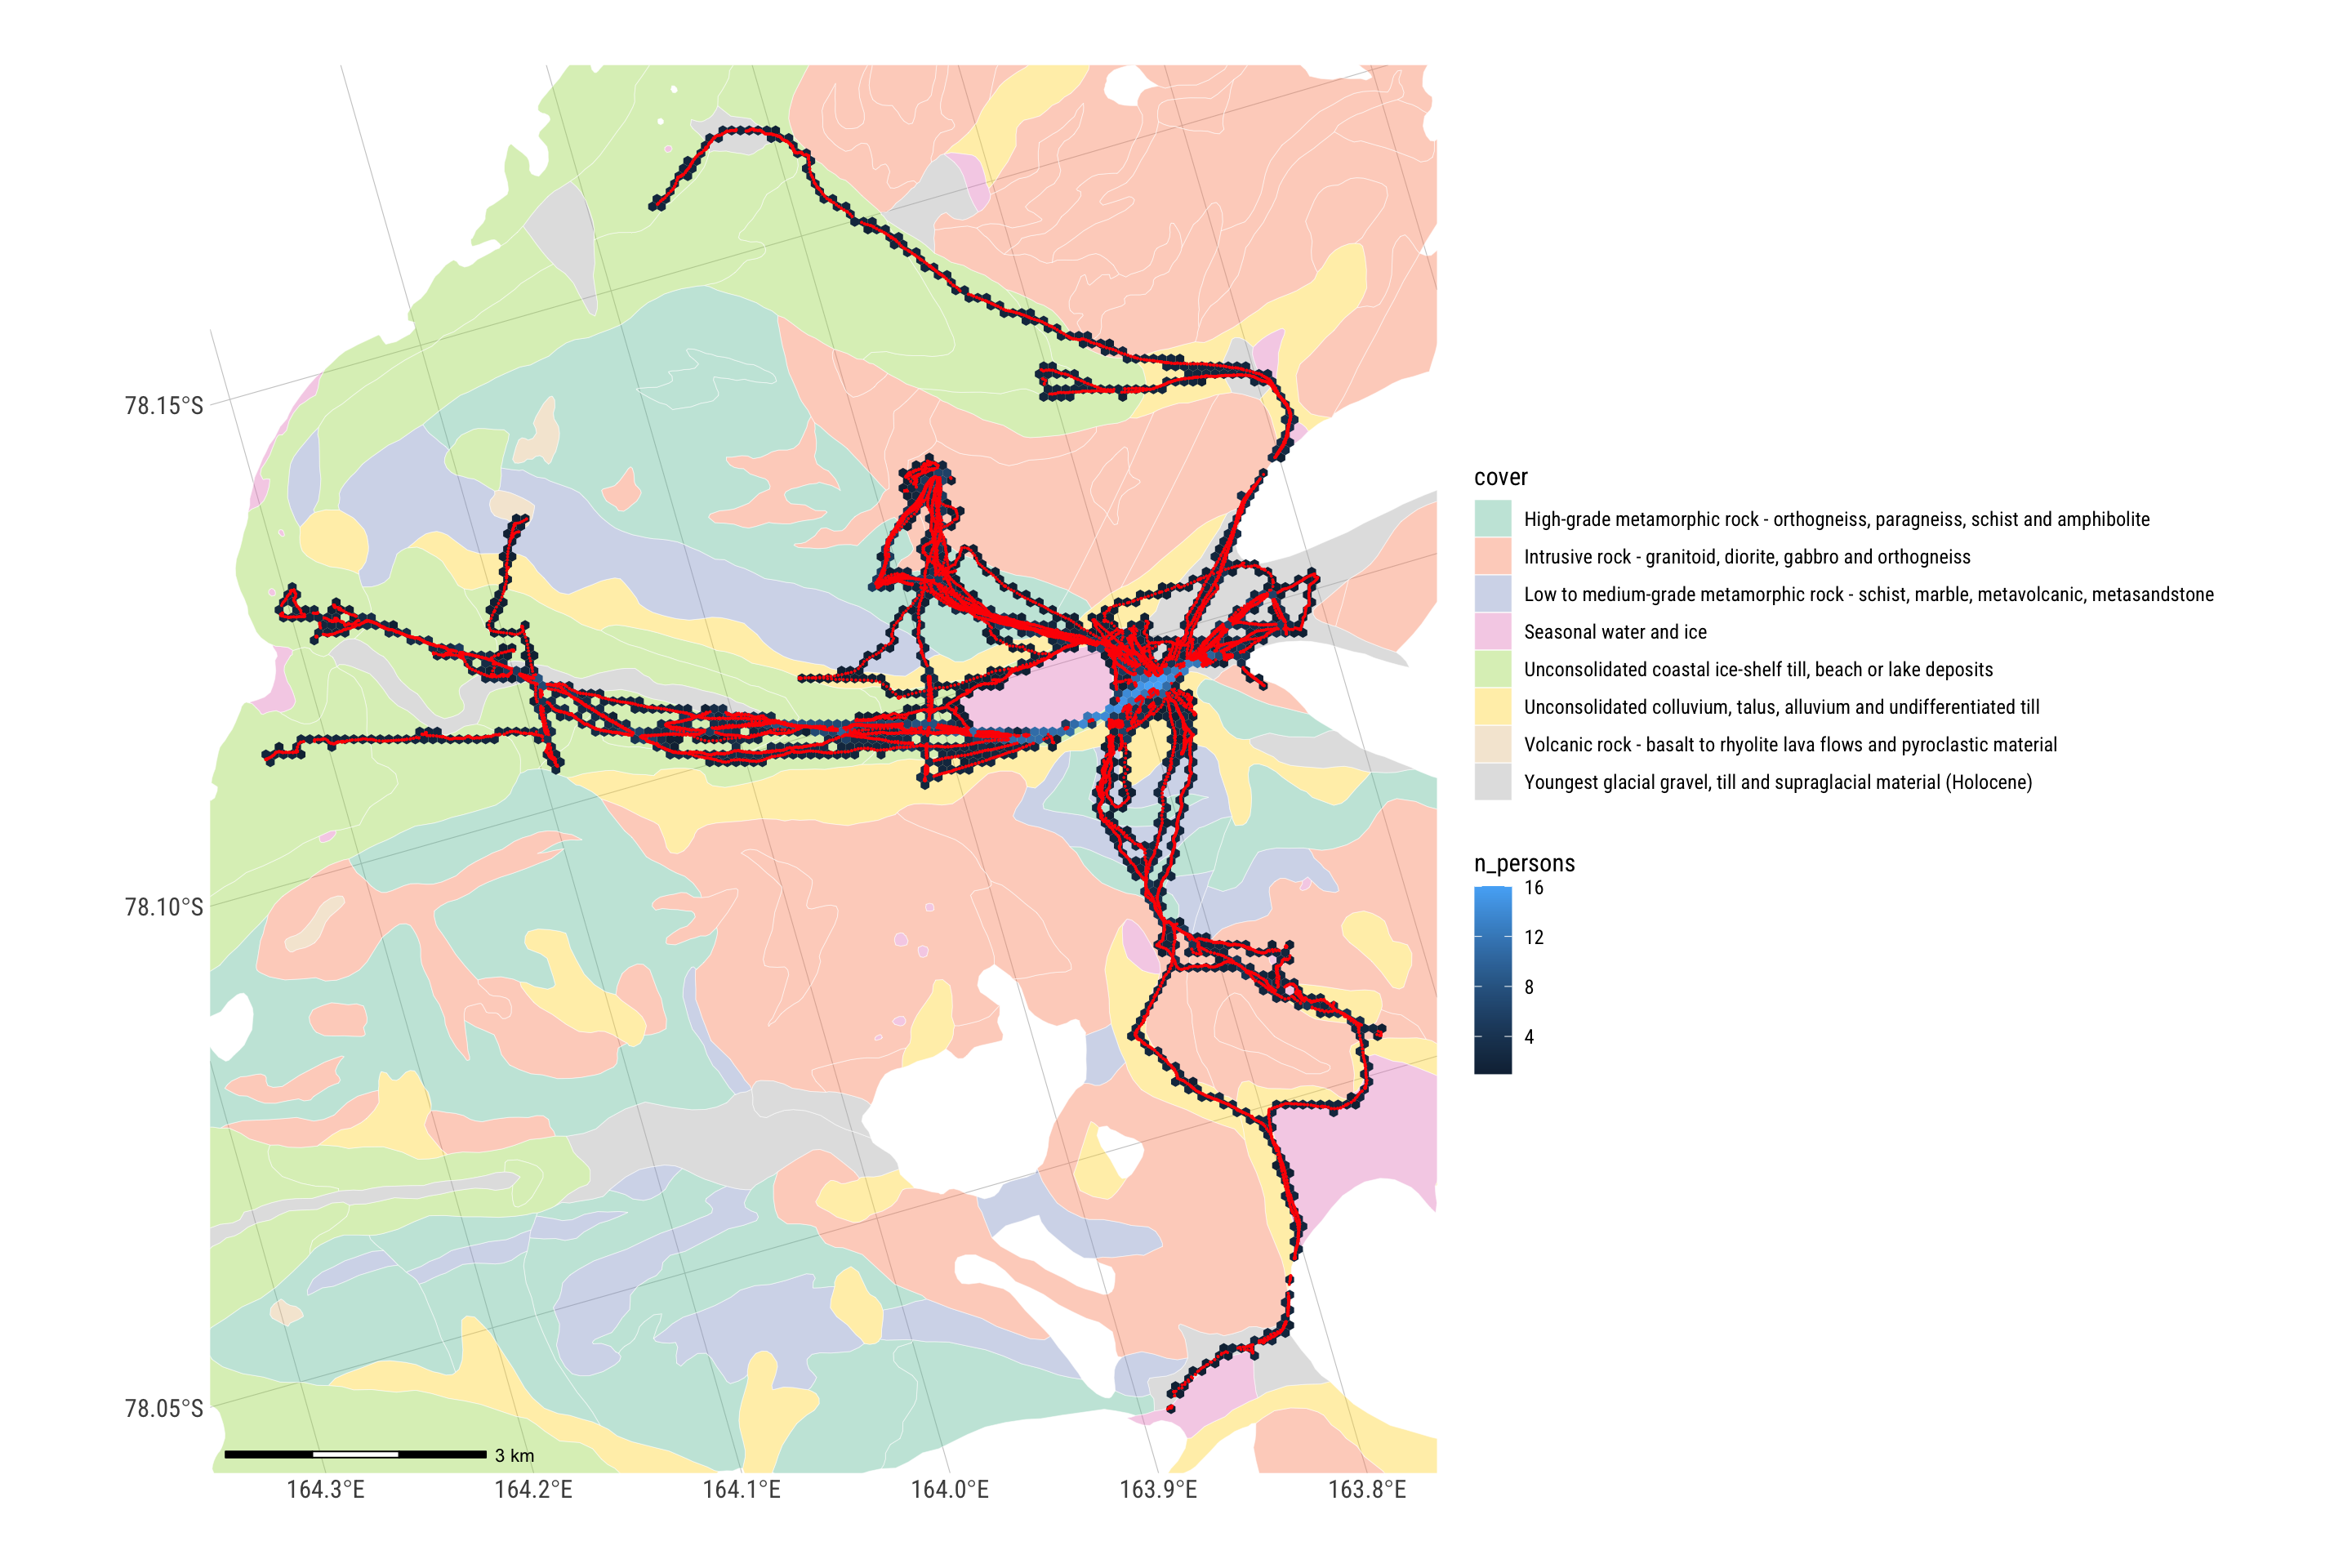 78.15°S
78.10°S
78.05°S
3 km
164.3°E
164.2°E
164.1°E
164.0°E
163.9°E
163.8°E
cover
High-grade metamorphic rock - orthogneiss, paragneiss, schist and amphibolite
Intrusive rock - granitoid, diorite, gabbro and orthogneiss
Low to medium-grade metamorphic rock - schist, marble, metavolcanic, metasandstone
Seasonal water and ice
Unconsolidated coastal ice-shelf till, beach or lake deposits
Unconsolidated colluvium, talus, alluvium and undifferentiated till
Volcanic rock - basalt to rhyolite lava flows and pyroclastic material
Youngest glacial gravel, till and supraglacial material (Holocene)
n_persons
16
12
8
4